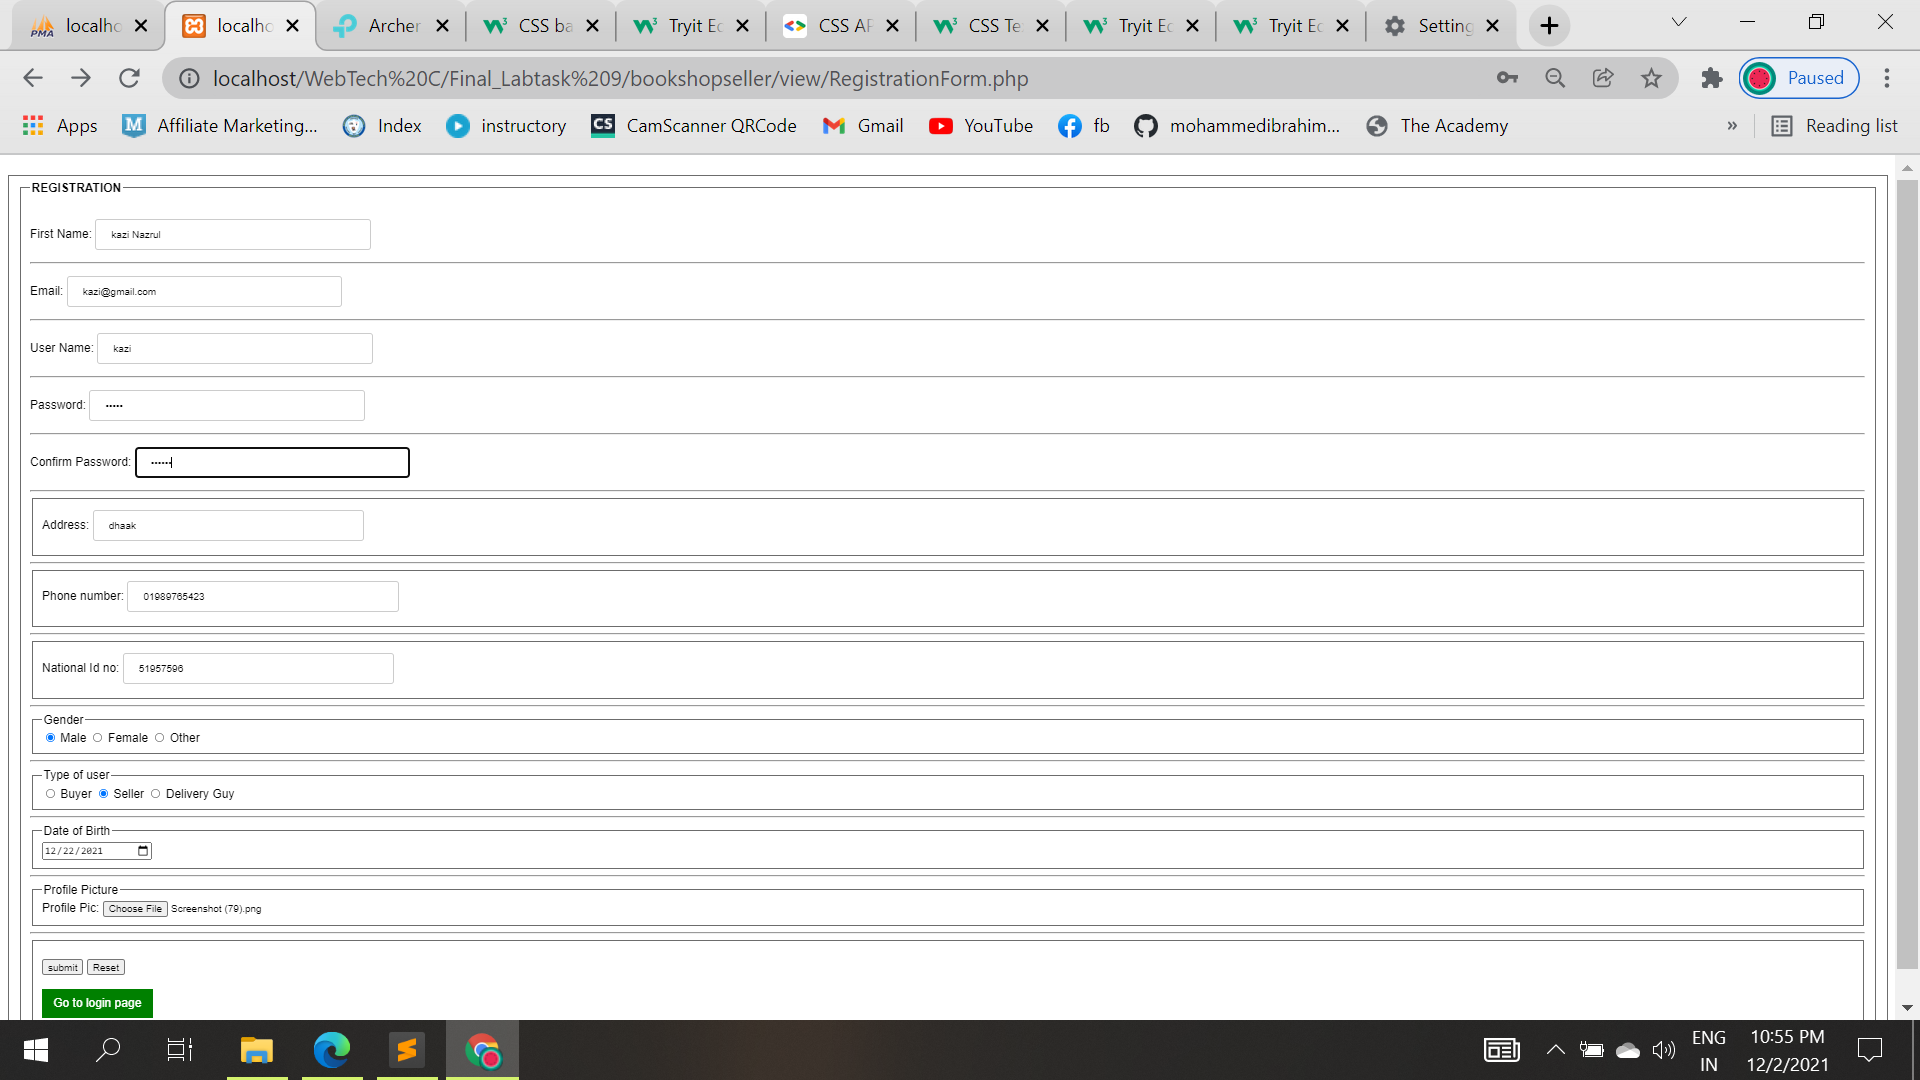 localho
localho
Archer
CSS ba
Tryit Ec
CSS AF
CSS Te
Tryit Ec
Tryit Ec
Setting
localhost/WebTech%20C/Final_Labtask%209/bookshopseller/view/RegistrationForm.php
Paused
Apps
Affiliate Marketing...
Index
instructory
CS
CamScanner QRCode
Gmail
YouTube
fb
mohammedibrahim...
The Academy
»
Reading list
REGISTRATION
First Name: kazi Nazrul
Email: kazi@gmail.com
User Name: kazi
Password: •••••
Confirm Password: ••••••
Address: dhaak
Phone number: 01989765423
National Id no: 51957596
Gender
Male Female Other
Type of user
Buyer Seller Delivery Guy
Date of Birth
12/22/2021
Profile Picture
Profile Pic: Choose File Screenshot (79).png
submit Reset
Go to login page
ENG
IN
10:55 PM
12/2/2021